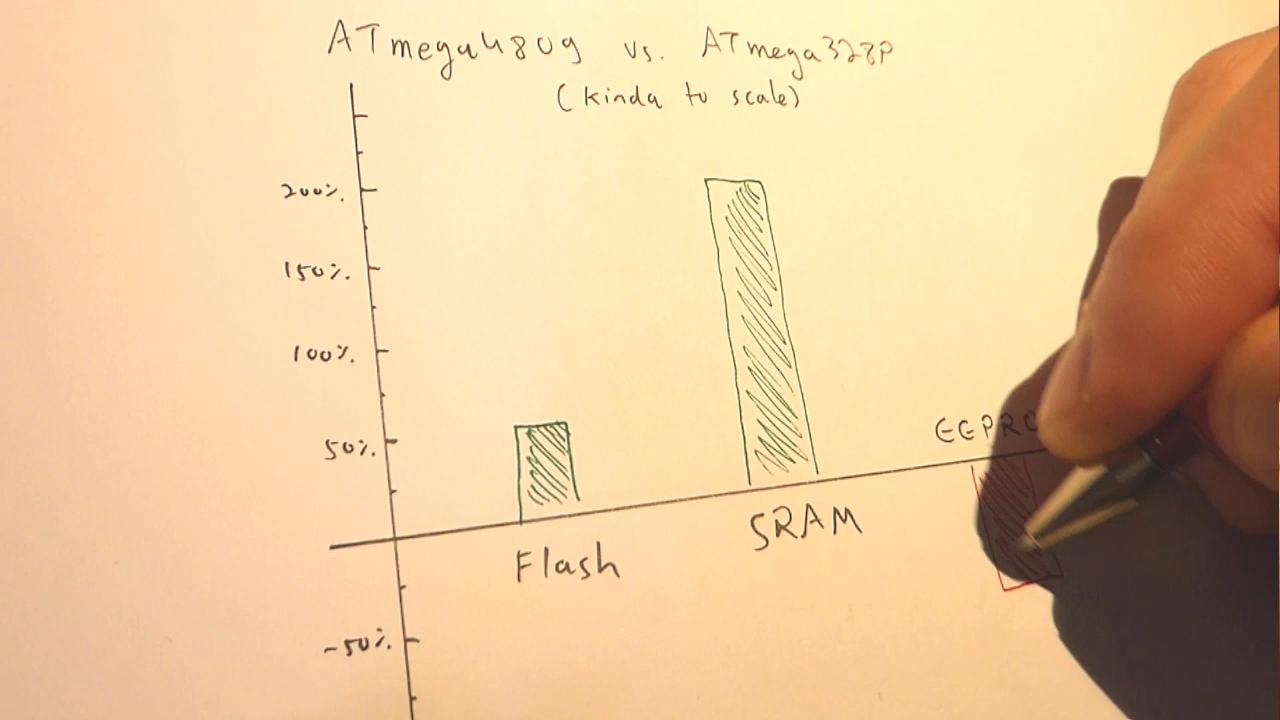 ATmega4809 vs. ATmega328P
(kinda to scale)
200%
150%
100%
50%
EEPRO
SRAM
Flash
-50%